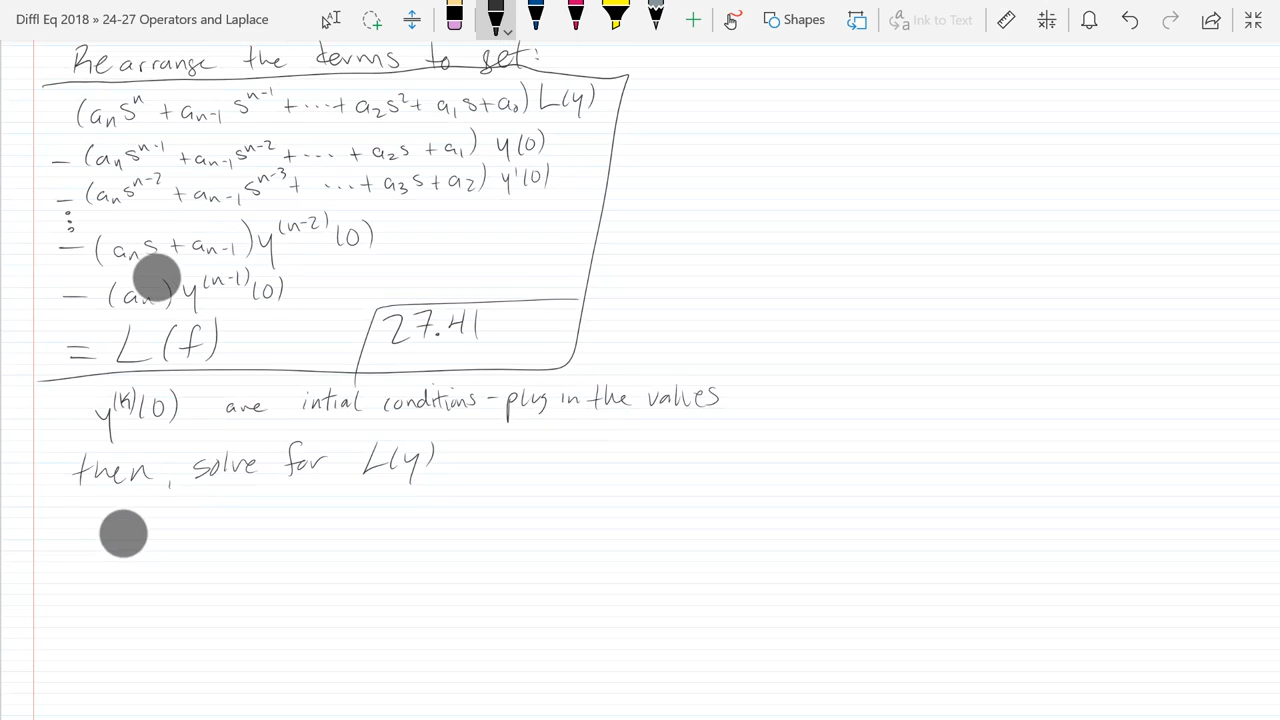 Diffl Eq 2018 » 24-27 Operators and Laplace
Shapes
Ink to Text
Rearrange the terms to get:
(aₙsⁿ + aₙ₋₁ sⁿ⁻¹ + ⋯ + a₂s² + a₁s + a₀) L(y)
– (aₙsⁿ⁻¹ + aₙ₋₁sⁿ⁻² + ⋯ + a₂s + a₁) y(0)
– (aₙsⁿ⁻² + aₙ₋₁sⁿ⁻³ + ⋯ + a₃s + a₂) y'(0)
⋮
– (aₙs + aₙ₋₁) y⁽ⁿ⁻²⁾(0)
– (aₙ) y⁽ⁿ⁻¹⁾(0)
= L(f)
27.41
y⁽ᴷ⁾(0) are intial conditions – plug in the values
then, solve for L(y)